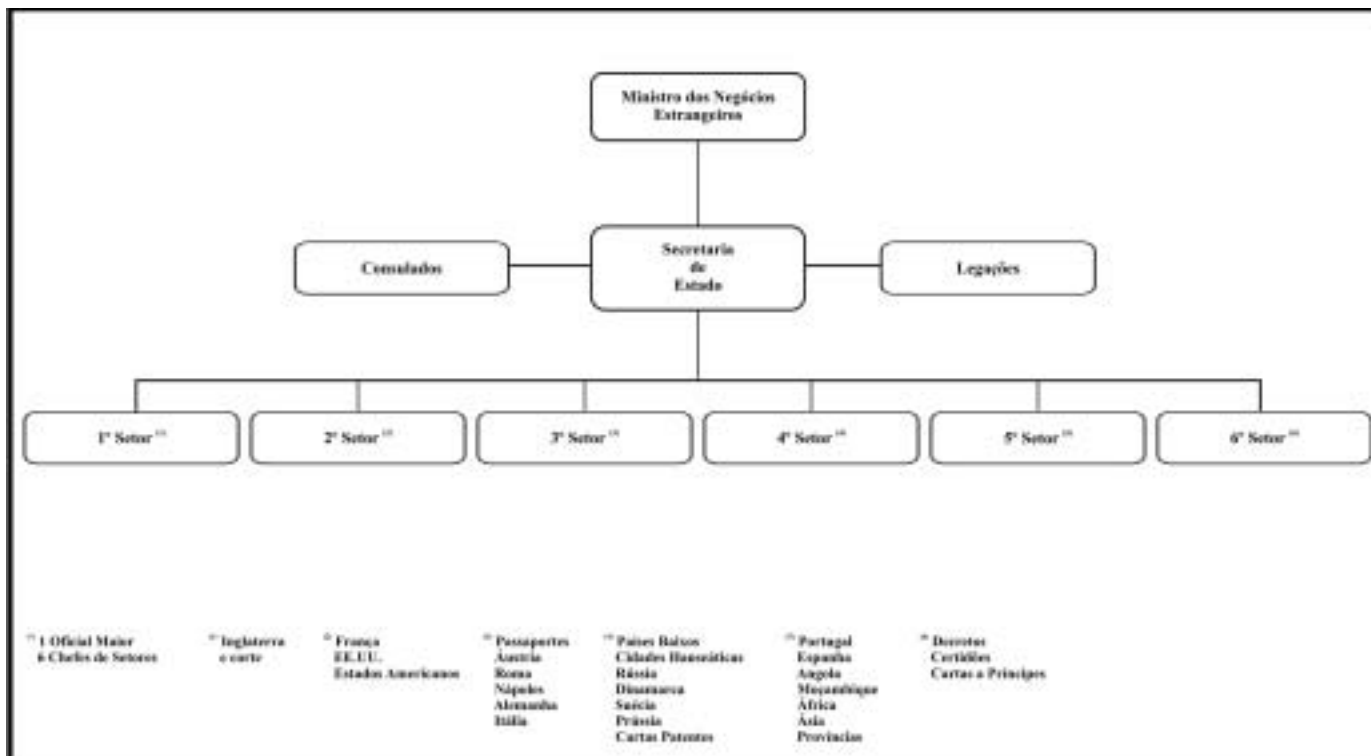 Ministro dos Negócios
Estrangeiros
Consulados
Secretaria
de
Estado
Legações
1º Setor
2º Setor
3º Setor
4º Setor
5º Setor
6º Setor
1 Oficial Maior
6 Chefes de Setores
Inglaterra
e corte
França
EE.UU.
Estados Americanos
Passaportes
Áustria
Roma
Nápoles
Alemanha
Itália
Países Baixos
Cidades Hanseáticas
Rússia
Dinamarca
Suécia
Prússia
Cartas Patentes
Portugal
Espanha
Angola
Moçambique
África
Ásia
Províncias
Decretos
Certidões
Cartas a Príncipes